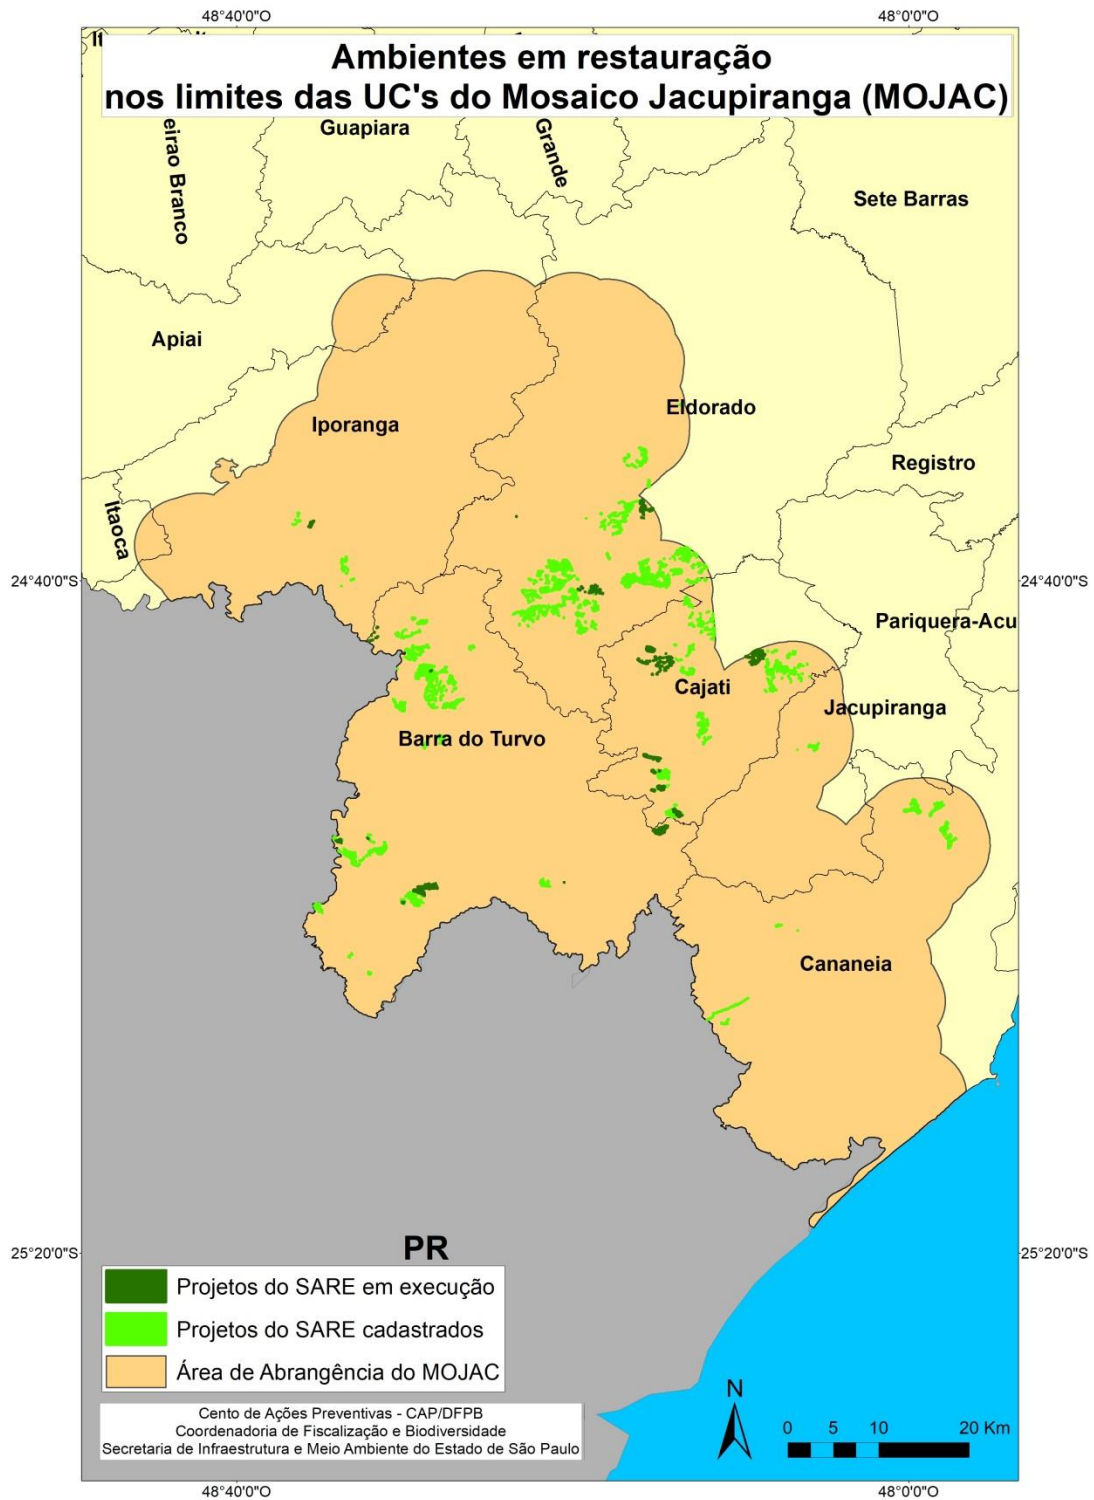 48°40'0"O
48°0'0"O
Ambientes em restauração
nos limites das UC's do Mosaico Jacupiranga (MOJAC)
Guapiara
Grande
eirao Branco
Sete Barras
Apiai
Eldorado
Iporanga
Registro
Itaoca
24°40'0"S
24°40'0"S
Pariquera-Acu
Cajati
Jacupiranga
Barra do Turvo
Cananeia
PR
25°20'0"S
25°20'0"S
Projetos do SARE em execução
Projetos do SARE cadastrados
Área de Abrangência do MOJAC
Cento de Ações Preventivas - CAP/DFPB
Coordenadoria de Fiscalização e Biodiversidade
Secretaria de Infraestrutura e Meio Ambiente do Estado de São Paulo
N
0 5 10 20 Km
48°40'0"O
48°0'0"O